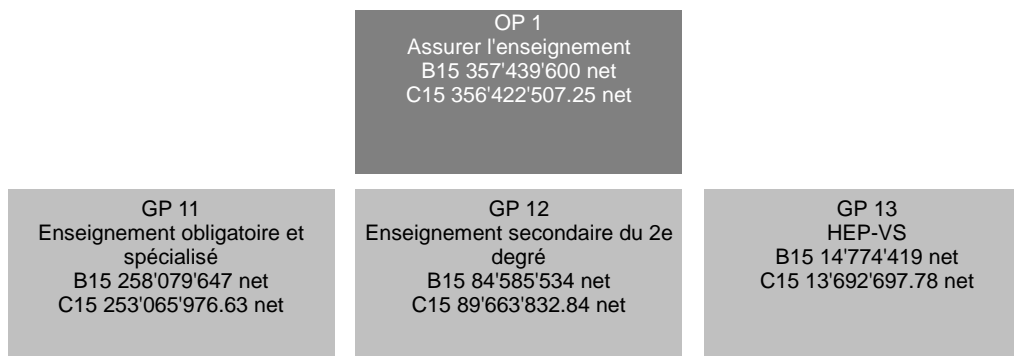 OP 1
Assurer l'enseignement
B15 357'439'600 net
C15 356'422'507.25 net
GP 11
Enseignement obligatoire et
spécialisé
B15 258'079'647 net
C15 253'065'976.63 net
GP 12
Enseignement secondaire du 2e
degré
B15 84'585'534 net
C15 89'663'832.84 net
GP 13
HEP-VS
B15 14'774'419 net
C15 13'692'697.78 net